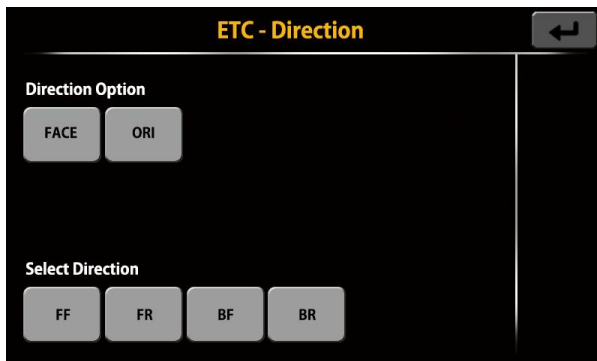 ETC - Direction
Direction Option
FACE ORI
Select Direction
FF FR BF BR